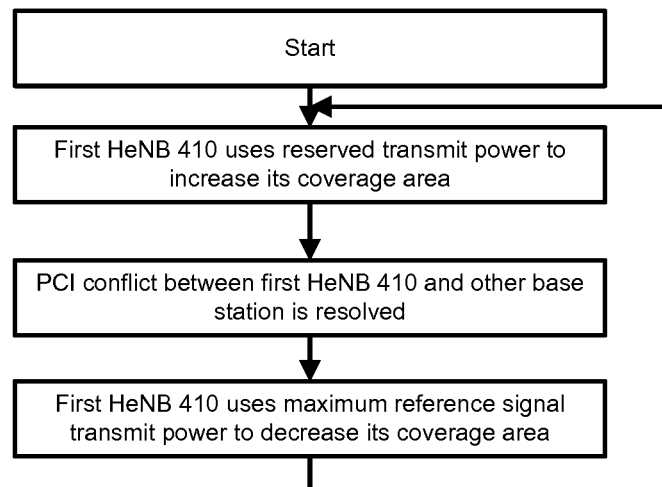 Start
First HeNB 410 uses reserved transmit power to
increase its coverage area
PCI conflict between first HeNB 410 and other base
station is resolved
First HeNB 410 uses maximum reference signal
transmit power to decrease its coverage area